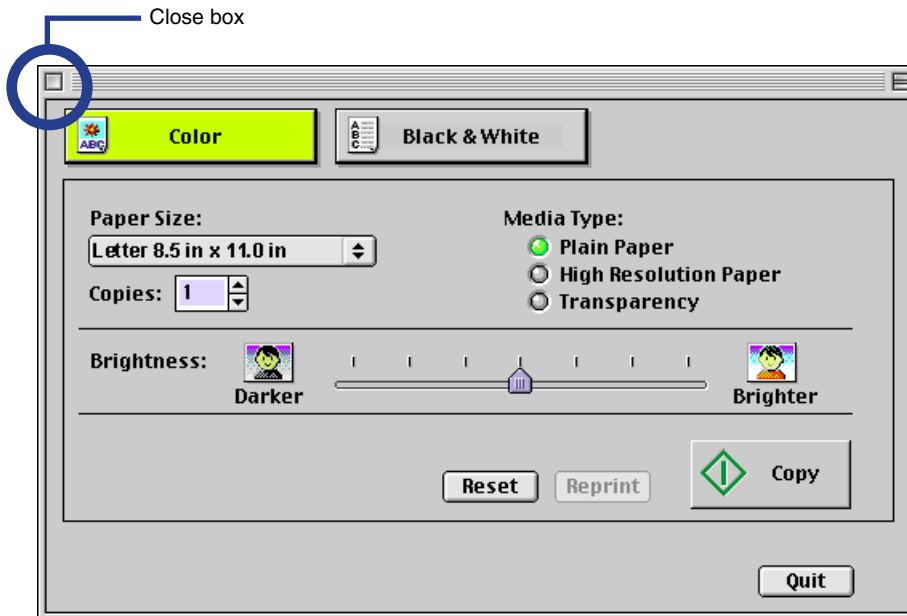 Close box
Color
Black & White
Paper Size:
Letter 8.5 in x 11.0 in
Copies: 1
Media Type:
Plain Paper
High Resolution Paper
Transparency
Brightness:
Darker
Brighter
Reset
Reprint
Copy
Quit